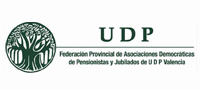 UDP
Federación Provincial de Asociaciones Democráticas
de Pensionistas y Jubilados de U D P Valencia